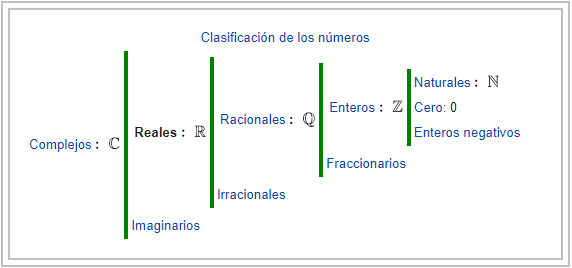 Clasificación de los números
Complejos : ℂ
Reales : ℝ
Racionales : ℚ
Enteros : ℤ
Naturales : ℕ
Cero: 0
Enteros negativos
Fraccionarios
Irracionales
Imaginarios